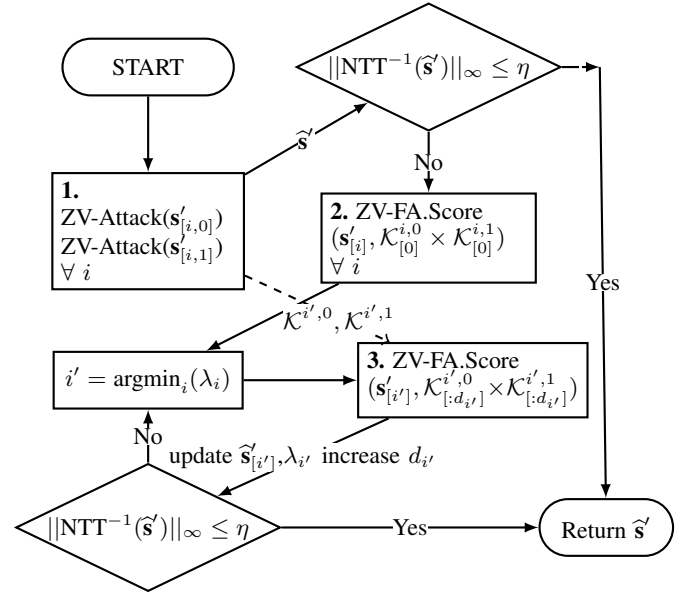 START
||NTT⁻¹(ŝ′)||∞ ≤ η
ŝ′
No
1.
ZV-Attack(s′[i,0])
ZV-Attack(s′[i,1])
∀ i
2. ZV-FA.Score
(s′[i], 𝒦^{i,0}_{[0]} × 𝒦^{i,1}_{[0]})
∀ i
Yes
𝒦^{i′,0}, 𝒦^{i′,1}
i′ = argminᵢ(λᵢ)
3. ZV-FA.Score
(s′[i′], 𝒦^{i′,0}_{[:d_{i′}]}×𝒦^{i′,1}_{[:d_{i′}]})
No
update ŝ′[i′],λ_{i′} increase d_{i′}
||NTT⁻¹(ŝ′)||∞ ≤ η
Yes
Return ŝ′